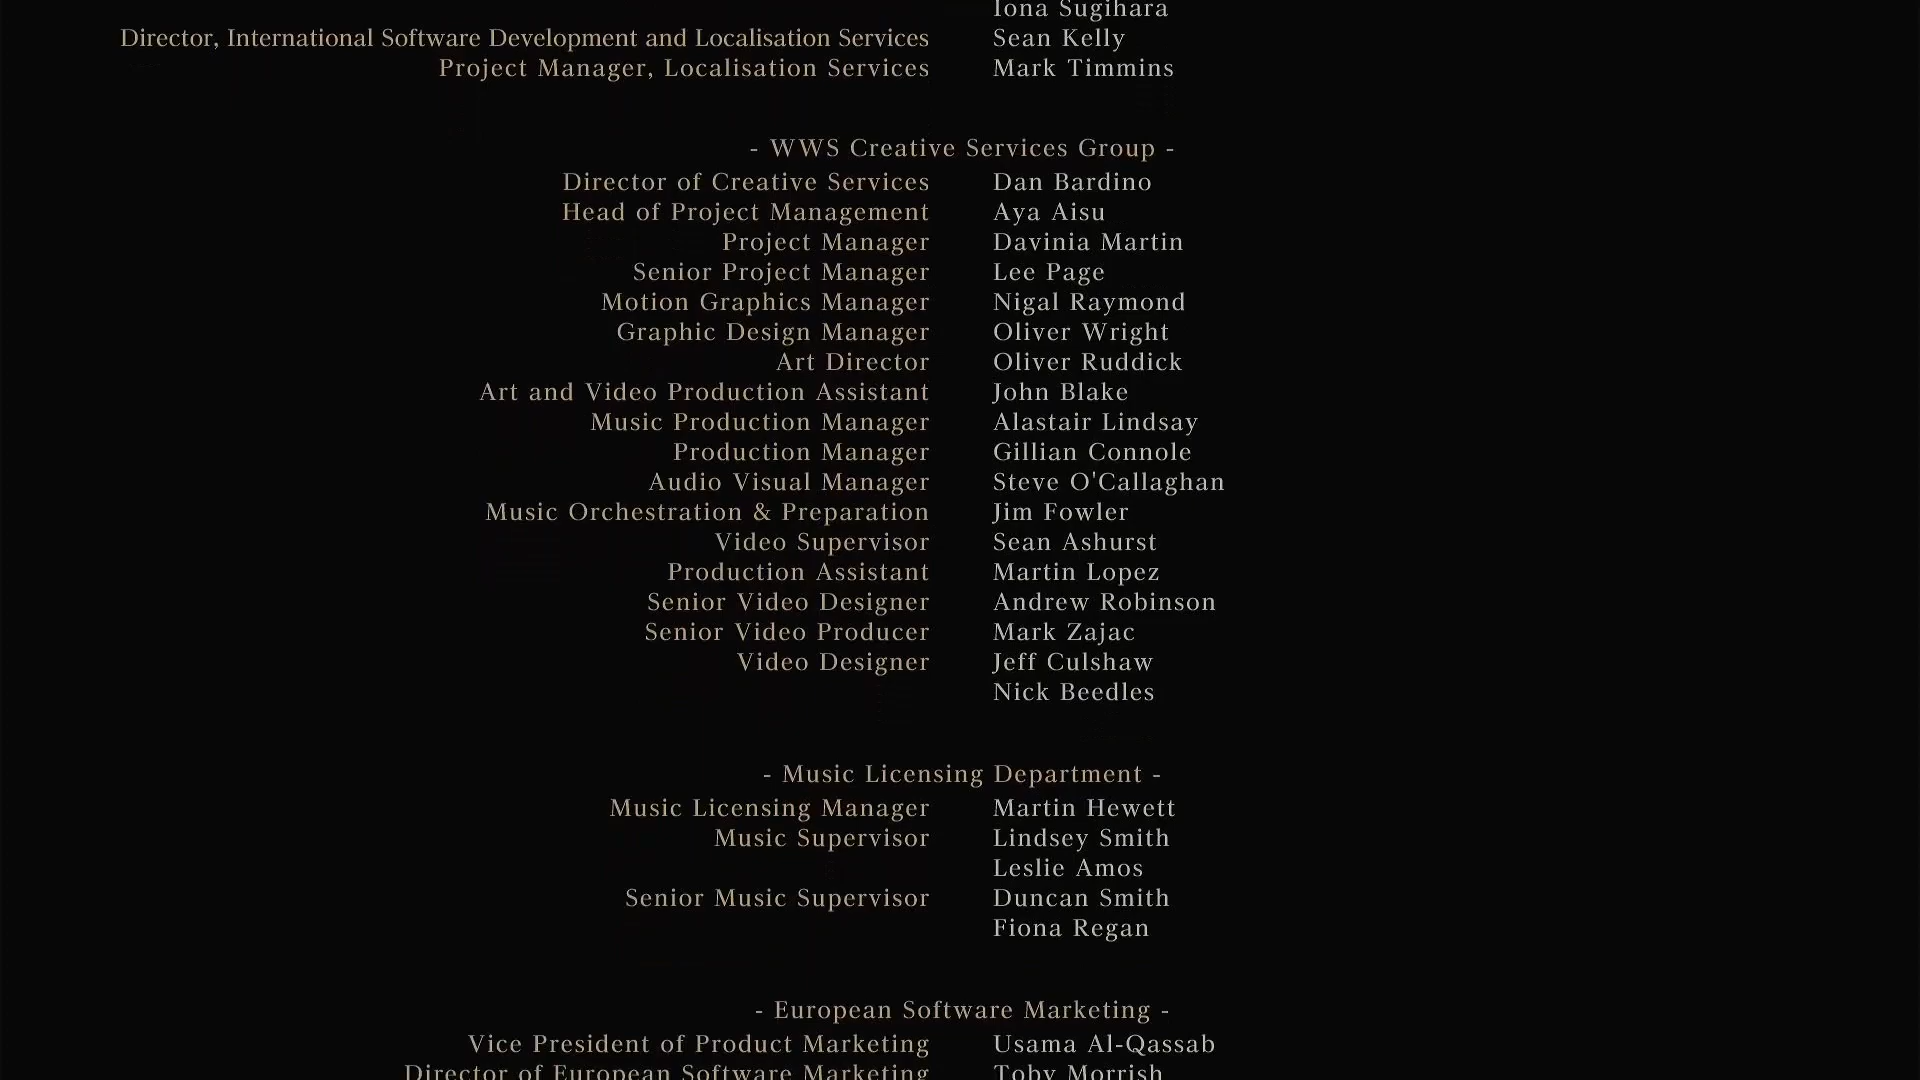 Iona Sugihara
Director, International Software Development and Localisation Services Sean Kelly
Project Manager, Localisation Services Mark Timmins
- WWS Creative Services Group -
Director of Creative Services Dan Bardino
Head of Project Management Aya Aisu
Project Manager Davinia Martin
Senior Project Manager Lee Page
Motion Graphics Manager Nigal Raymond
Graphic Design Manager Oliver Wright
Art Director Oliver Ruddick
Art and Video Production Assistant John Blake
Music Production Manager Alastair Lindsay
Production Manager Gillian Connole
Audio Visual Manager Steve O'Callaghan
Music Orchestration & Preparation Jim Fowler
Video Supervisor Sean Ashurst
Production Assistant Martin Lopez
Senior Video Designer Andrew Robinson
Senior Video Producer Mark Zajac
Video Designer Jeff Culshaw
Nick Beedles
- Music Licensing Department -
Music Licensing Manager Martin Hewett
Music Supervisor Lindsey Smith
Leslie Amos
Senior Music Supervisor Duncan Smith
Fiona Regan
- European Software Marketing -
Vice President of Product Marketing Usama Al-Qassab
Director of European Software Marketing Toby Morrish